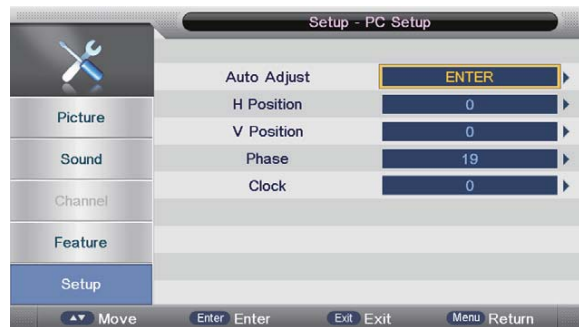 Setup - PC Setup
Auto Adjust ENTER
H Position 0
V Position 0
Phase 19
Clock 0
Picture
Sound
Channel
Feature
Setup
▲▼ Move Enter Enter Exit Exit Menu Return